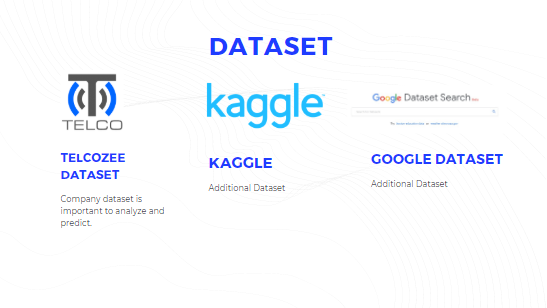 DATASET
TELCO
kaggle
Google Dataset Search
TELCOZEE
DATASET
Company dataset is
important to analyze and
predict.
KAGGLE
Additional Dataset
GOOGLE DATASET
Additional Dataset